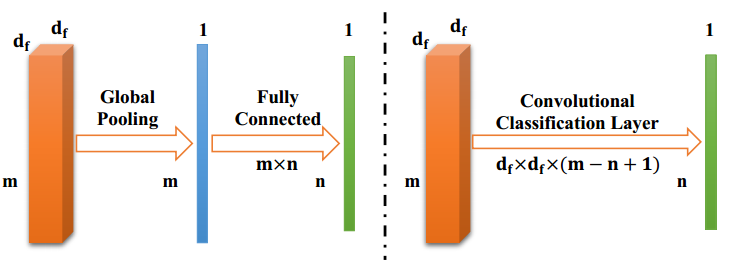 d_f
d_f
1
1
Global
Pooling
Fully
Connected
m×n
m
m
n
d_f
d_f
1
Convolutional
Classification Layer
d_f×d_f×(m − n + 1)
m
n